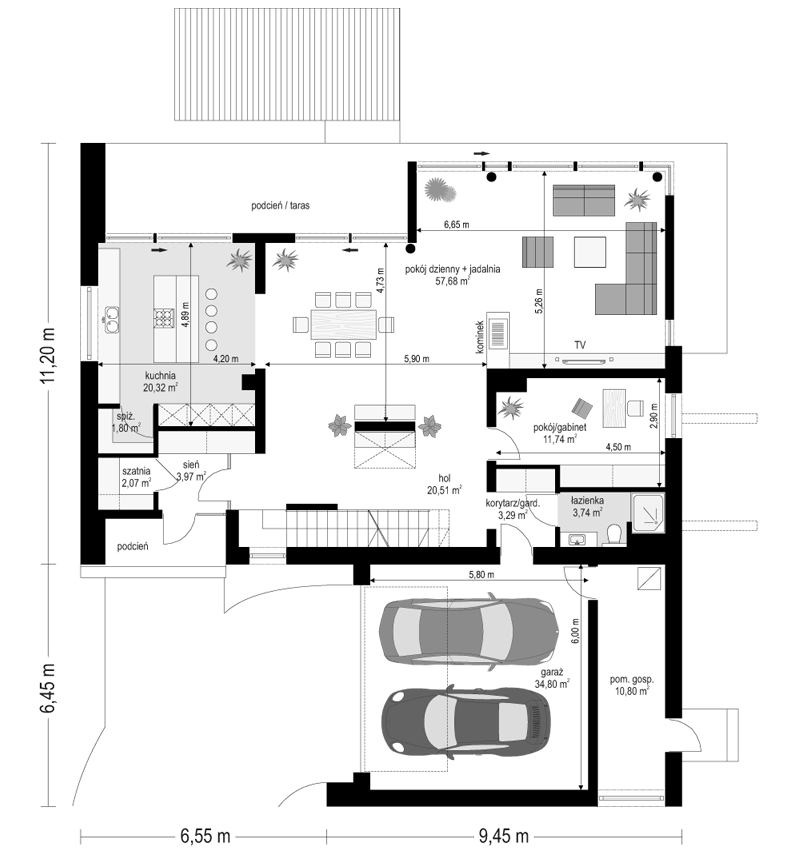 podcień / taras
6,65 m
pokój dzienny + jadalnia
57,68 m²
4,89 m
4,73 m
5,26 m
11,20 m
kominek
TV
4,20 m
5,90 m
kuchnia
20,32 m²
spiż.
1,80 m²
pokój/gabinet
11,74 m²
2,90 m
4,50 m
szatnia
2,07 m²
sień
3,97 m²
hol
20,51 m²
korytarz/gard.
3,29 m²
łazienka
3,74 m²
podcień
5,80 m
6,00 m
garaż
34,80 m²
pom. gosp.
10,80 m²
6,45 m
6,55 m
9,45 m